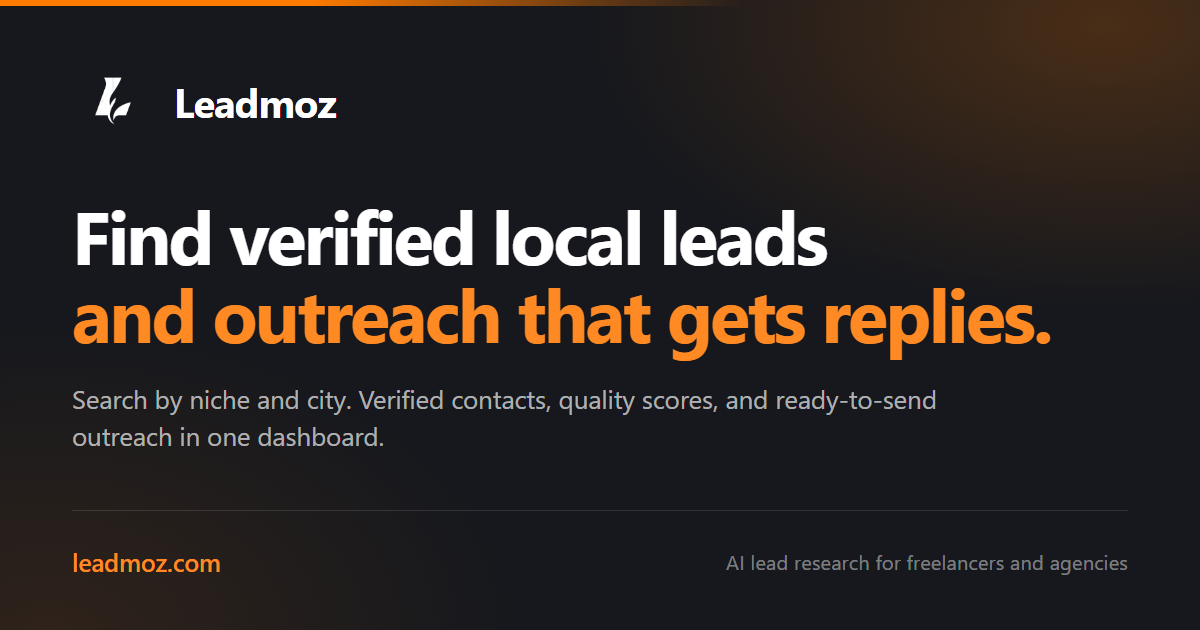 Leadmoz
Find verified local leads
and outreach that gets replies.
Search by niche and city. Verified contacts, quality scores, and ready-to-send
outreach in one dashboard.
leadmoz.com
AI lead research for freelancers and agencies